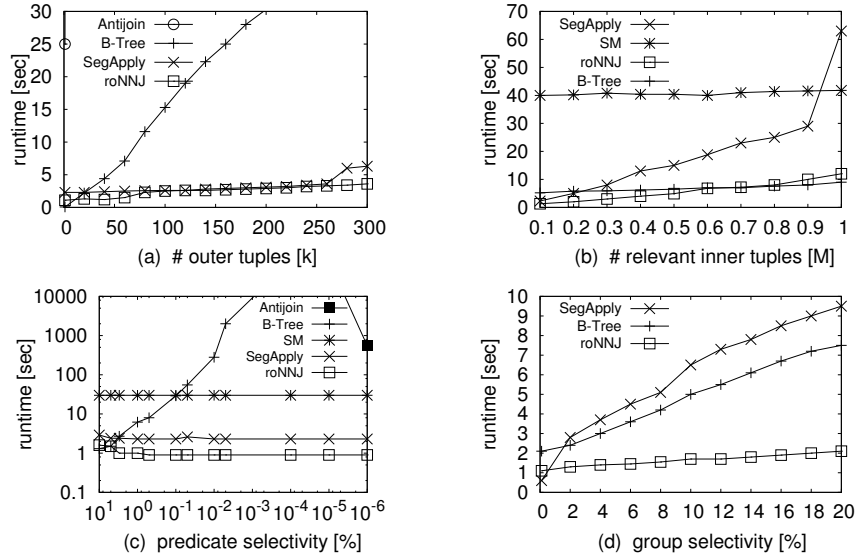 30
25
20
15
10
5
0
runtime [sec]
Antijoin
B-Tree
SegApply
roNNJ
0 50 100 150 200 250 300
(a) # outer tuples [k]
70
60
50
40
30
20
10
0
runtime [sec]
SegApply
SM
roNNJ
B-Tree
0.1 0.2 0.3 0.4 0.5 0.6 0.7 0.8 0.9 1
(b) # relevant inner tuples [M]
10000
1000
100
10
1
0.1
runtime [sec]
Antijoin
B-Tree
SM
SegApply
roNNJ
10¹ 10⁰ 10⁻¹ 10⁻² 10⁻³ 10⁻⁴ 10⁻⁵ 10⁻⁶
(c) predicate selectivity [%]
10
9
8
7
6
5
4
3
2
1
0
runtime [sec]
SegApply
B-Tree
roNNJ
0 2 4 6 8 10 12 14 16 18 20
(d) group selectivity [%]